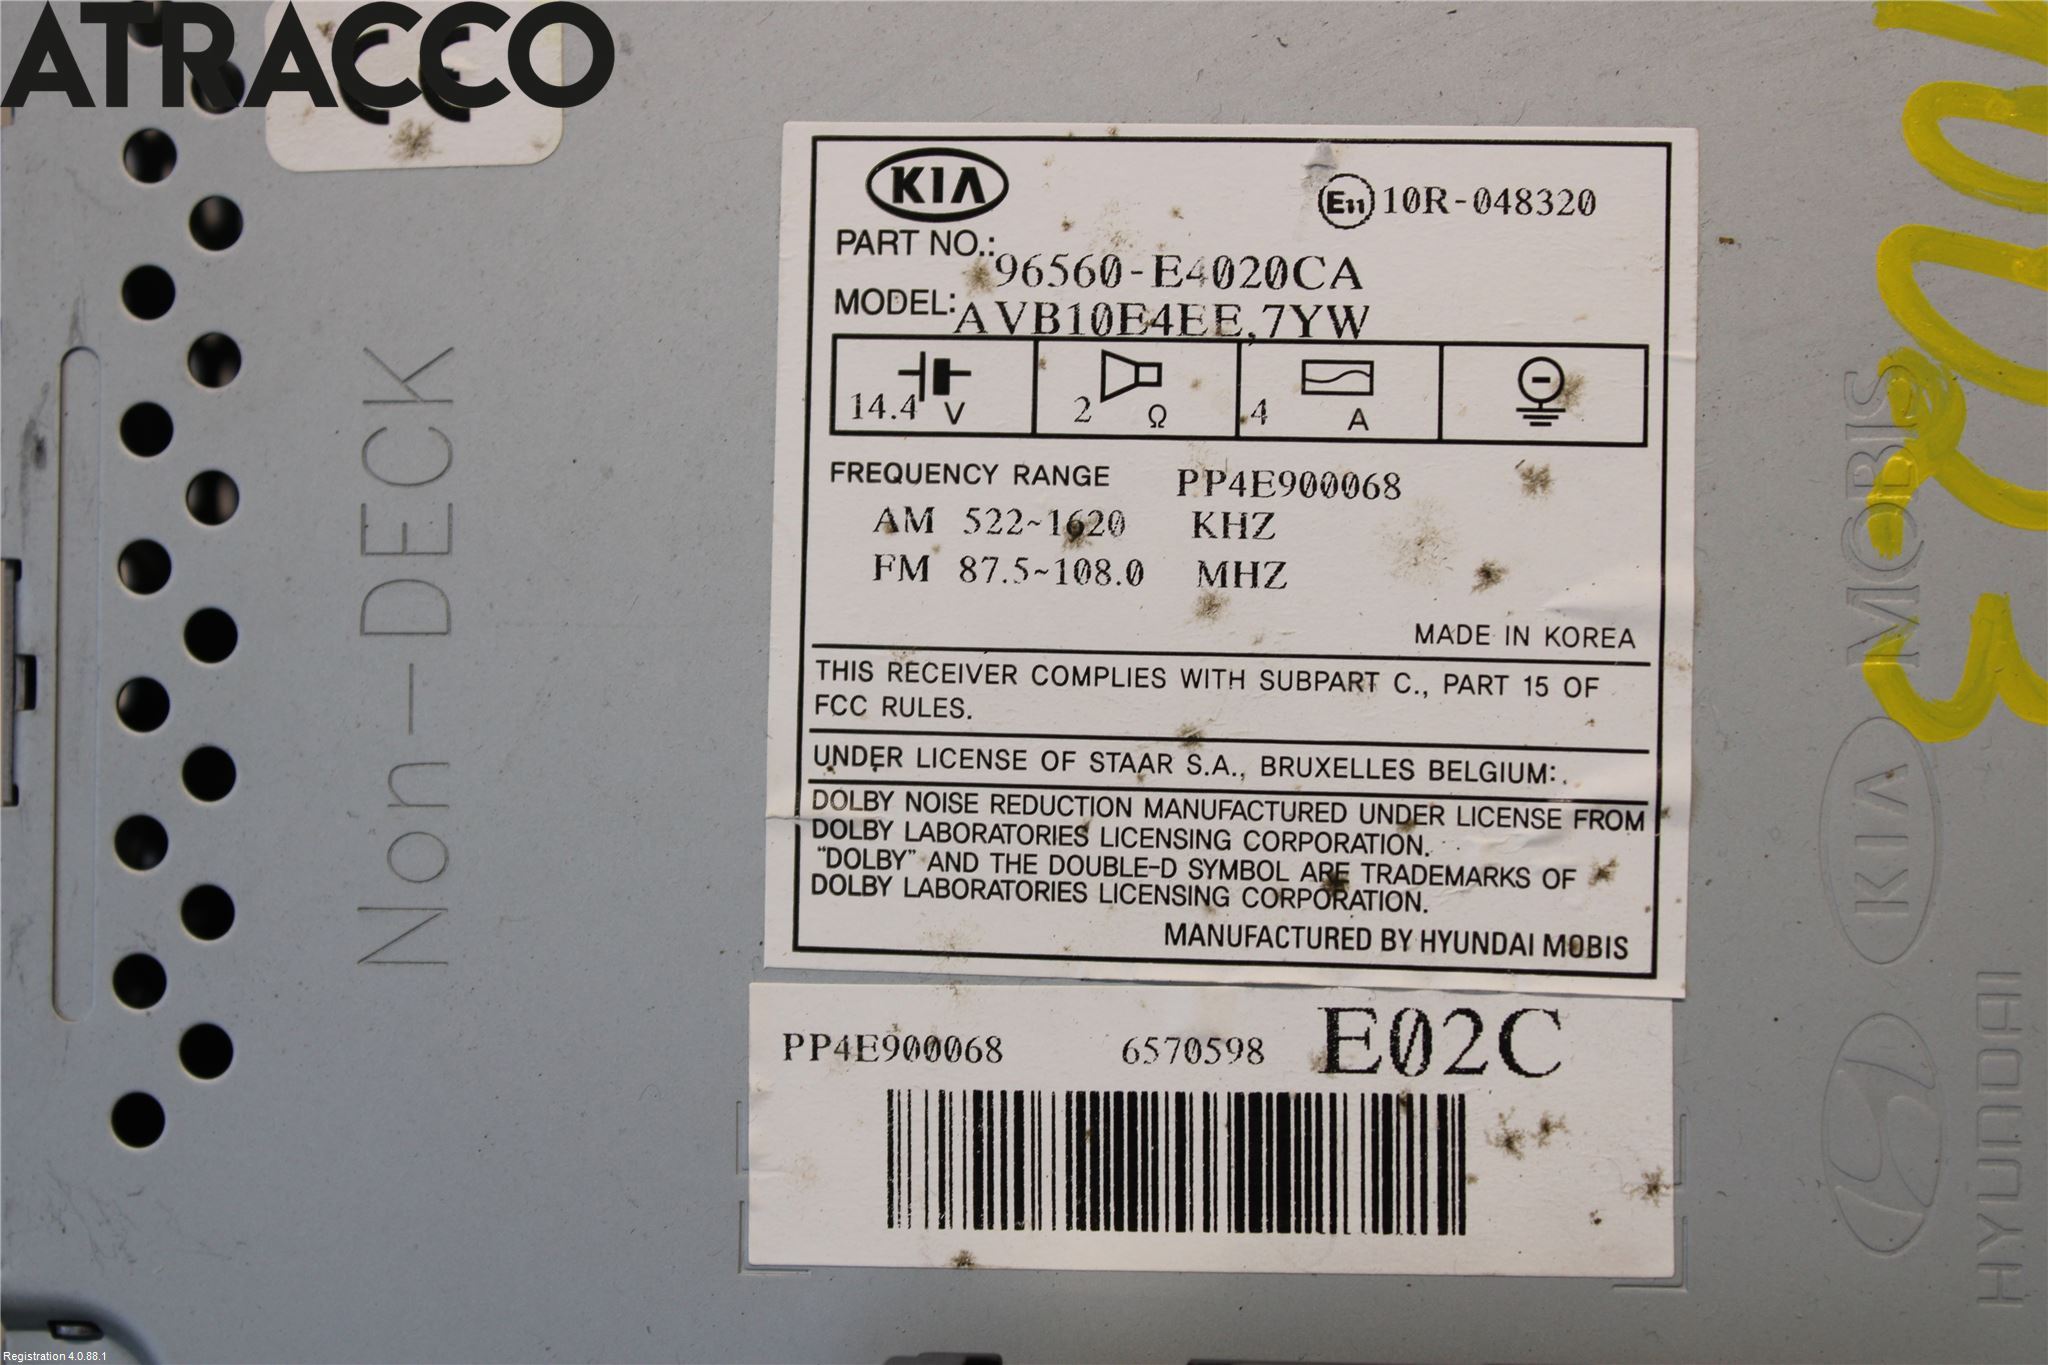 ATRACCO
CE
KIA
E11 10R-048320
PART NO.: 96560-E4020CA
MODEL: AVB10E4EE,7YW
14.4 V 2 Ω 4 A
FREQUENCY RANGE PP4E900068
AM 522~1620 KHZ
FM 87.5~108.0 MHZ
MADE IN KOREA
THIS RECEIVER COMPLIES WITH SUBPART C., PART 15 OF
FCC RULES.
UNDER LICENSE OF STAAR S.A., BRUXELLES BELGIUM:.
DOLBY NOISE REDUCTION MANUFACTURED UNDER LICENSE FROM
DOLBY LABORATORIES LICENSING CORPORATION.
"DOLBY" AND THE DOUBLE-D SYMBOL ARE TRADEMARKS OF
DOLBY LABORATORIES LICENSING CORPORATION.
MANUFACTURED BY HYUNDAI MOBIS
PP4E900068 6570598 E02C
Non-DECK
MOBIS
KIA
HYUNDAI
Registration 4.0.88.1